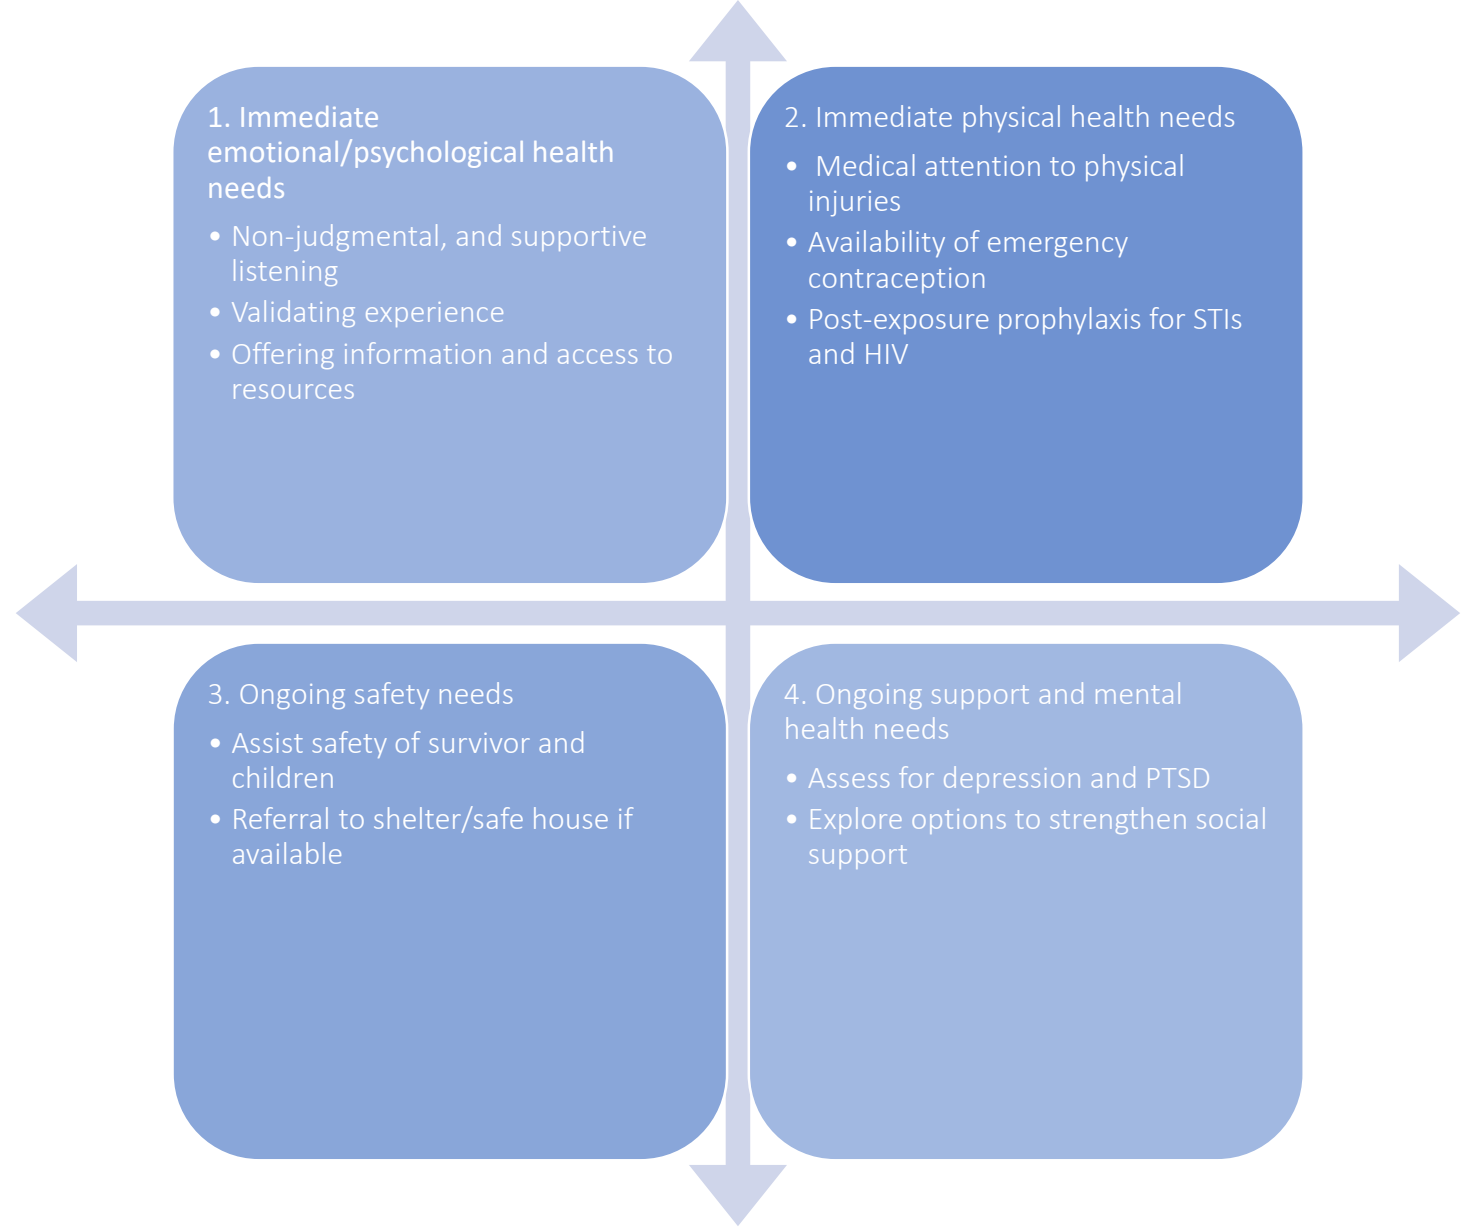 1. Immediate
emotional/psychological health
needs
• Non-judgmental, and supportive
listening
• Validating experience
• Offering information and access to
resources
2. Immediate physical health needs
• Medical attention to physical
injuries
• Availability of emergency
contraception
• Post-exposure prophylaxis for STIs
and HIV
3. Ongoing safety needs
• Assist safety of survivor and
children
• Referral to shelter/safe house if
available
4. Ongoing support and mental
health needs
• Assess for depression and PTSD
• Explore options to strengthen social
support